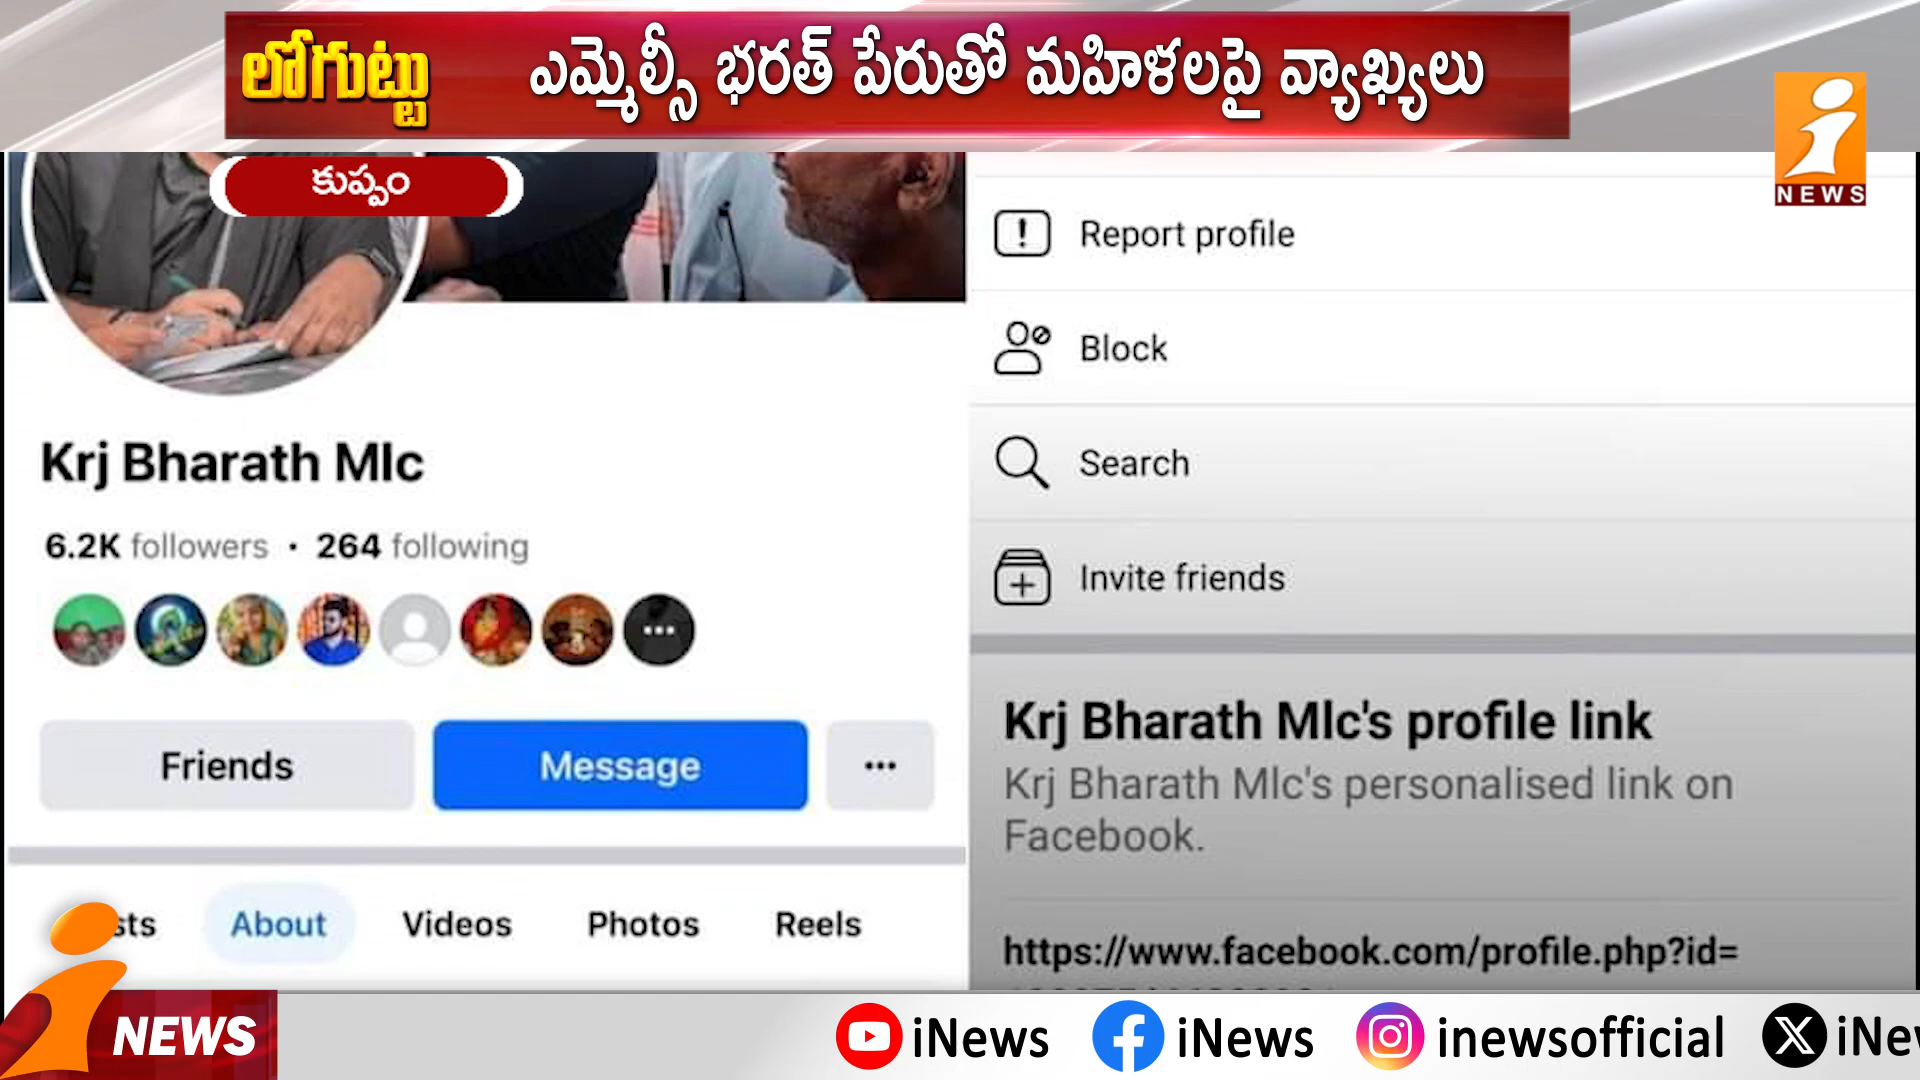 లోగుట్టు
ఎమ్మెల్సీ భరత్ పేరుతో మహిళలపై వ్యాఖ్యలు
i
NEWS
కుప్పం
Krj Bharath Mlc
6.2K followers · 264 following
Friends
Message
sts
About
Videos
Photos
Reels
Report profile
Block
Search
Invite friends
Krj Bharath Mlc's profile link
Krj Bharath Mlc's personalised link on
Facebook.
https://www.facebook.com/profile.php?id=
i NEWS
iNews
iNews
inewsofficial
iNew